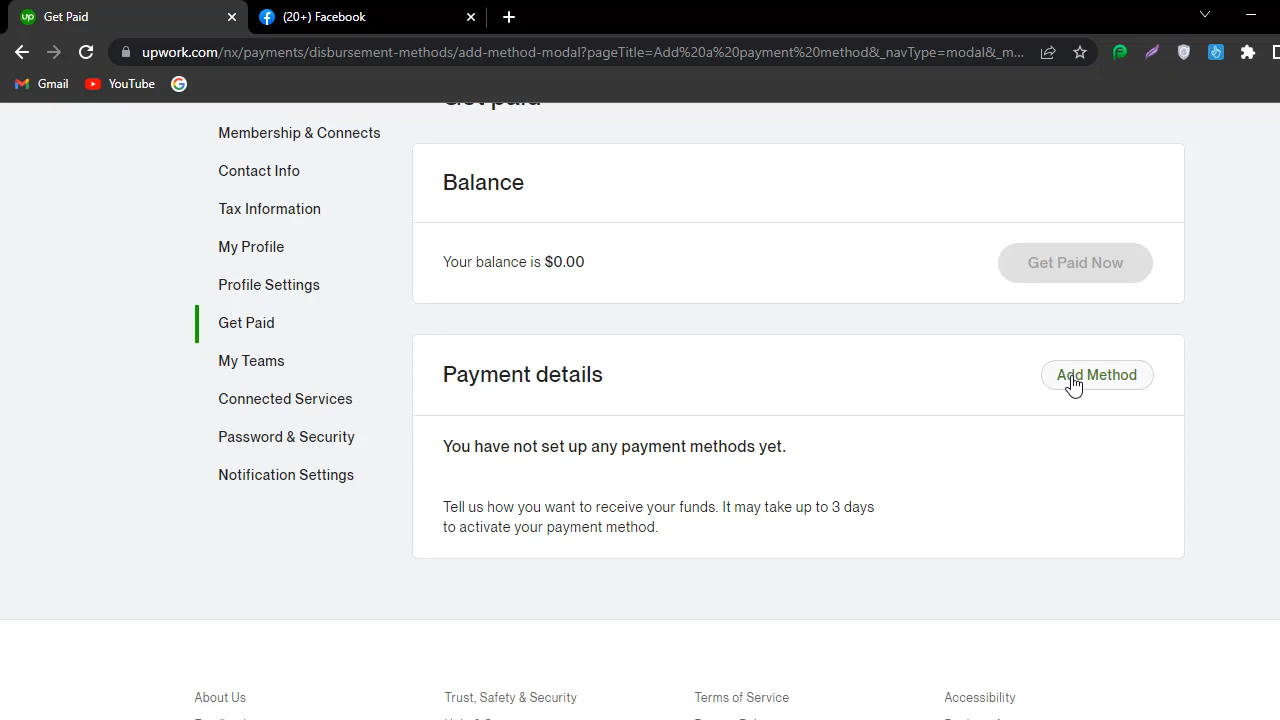 up Get Paid
(20+) Facebook
upwork.com/nx/payments/disbursement-methods/add-method-modal?pageTitle=Add%20a%20payment%20method&_navType=modal&_m...
Gmail
YouTube
Get paid
Membership & Connects
Contact Info
Tax Information
My Profile
Profile Settings
Get Paid
My Teams
Connected Services
Password & Security
Notification Settings
Balance
Your balance is $0.00
Get Paid Now
Payment details
Add Method
You have not set up any payment methods yet.
Tell us how you want to receive your funds. It may take up to 3 days
to activate your payment method.
About Us
Trust, Safety & Security
Terms of Service
Accessibility